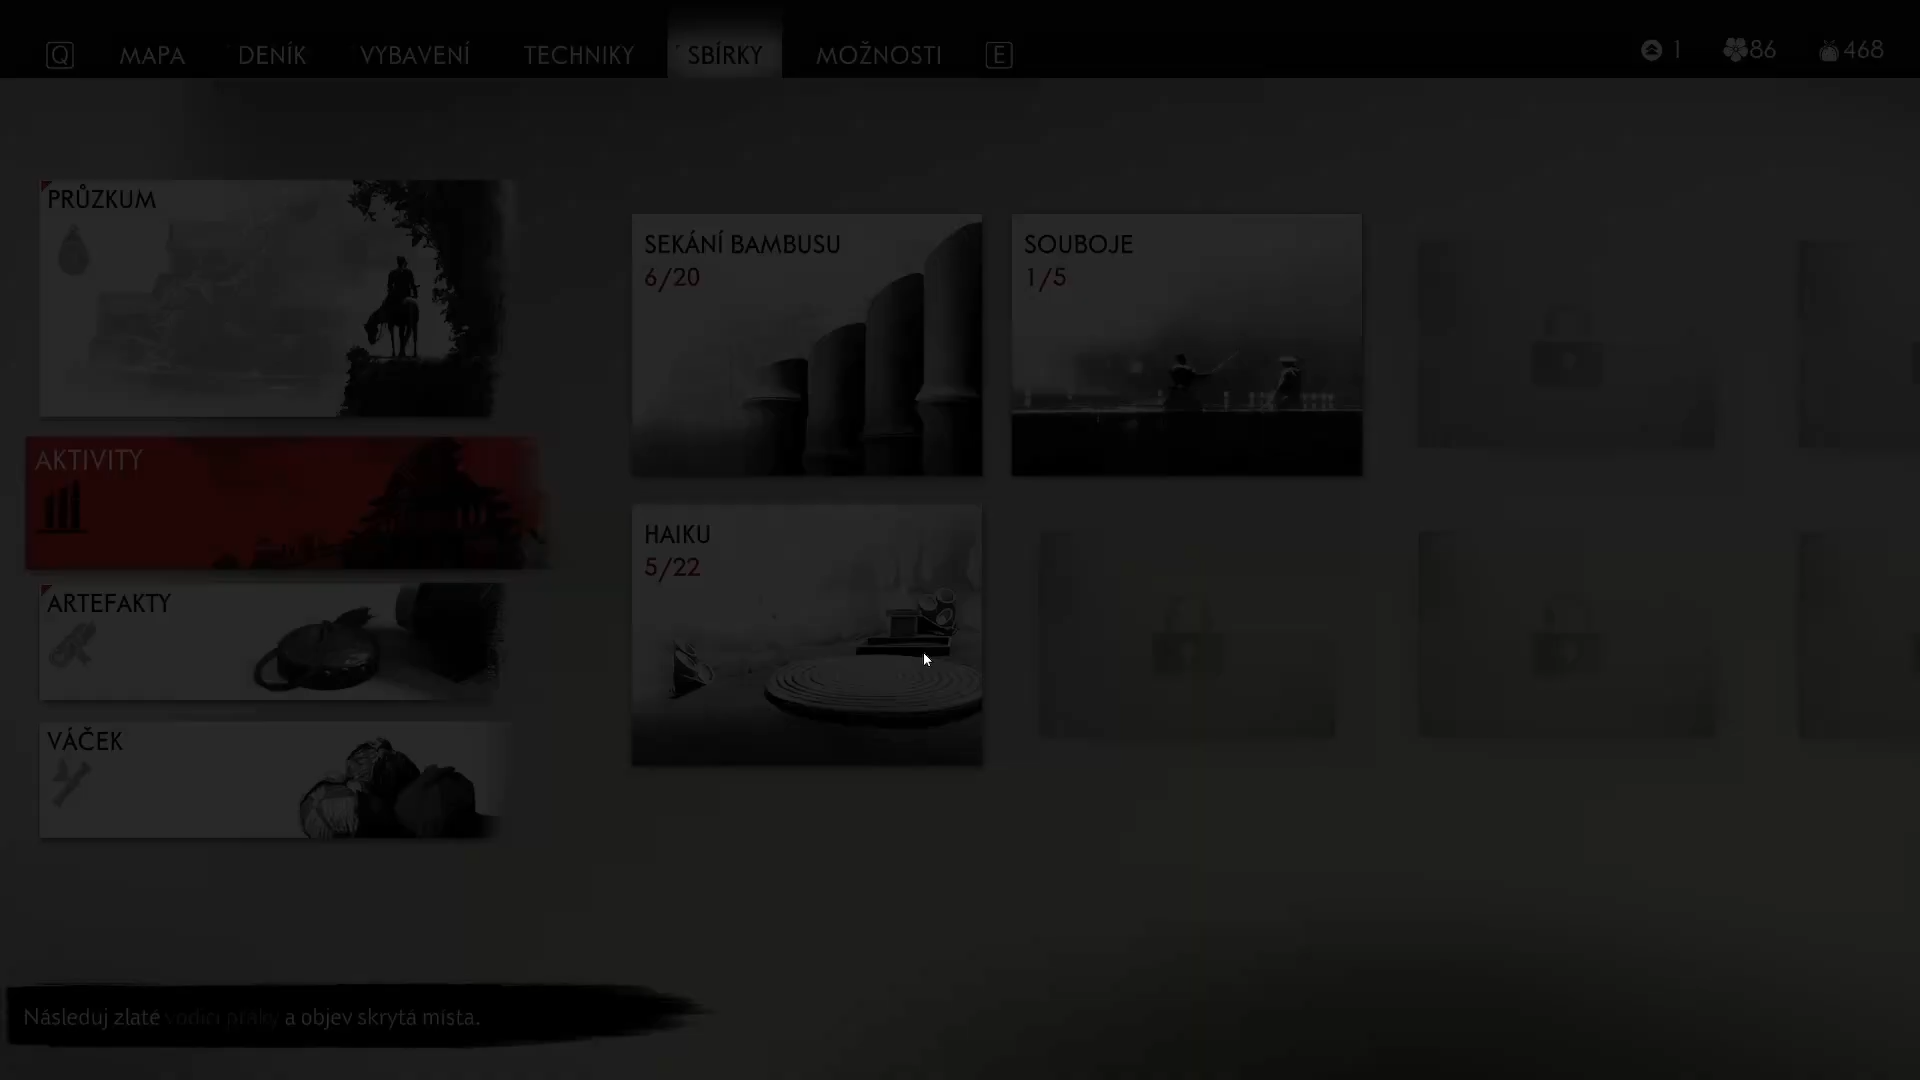 Q MAPA DENÍK VYBAVENÍ TECHNIKY SBÍRKY MOŽNOSTI E 1 86 468
PRŮZKUM
AKTIVITY
ARTEFAKTY
VÁČEK
SEKÁNÍ BAMBUSU
6/20
SOUBOJE
1/5
HAIKU
5/22
Následuj zlaté vodicí ptáky a objev skrytá místa.